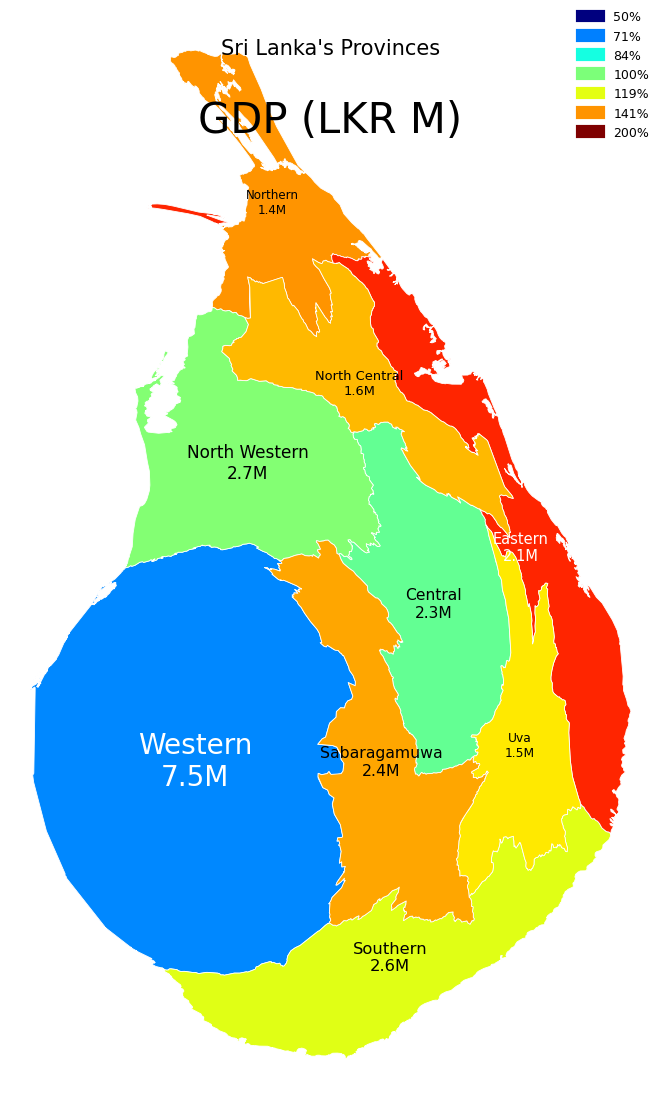 Sri Lanka's Provinces
GDP (LKR M)
50%
71%
84%
100%
119%
141%
200%
Northern
1.4M
North Central
1.6M
North Western
2.7M
Eastern
2.1M
Central
2.3M
Western
7.5M
Sabaragamuwa
2.4M
Uva
1.5M
Southern
2.6M